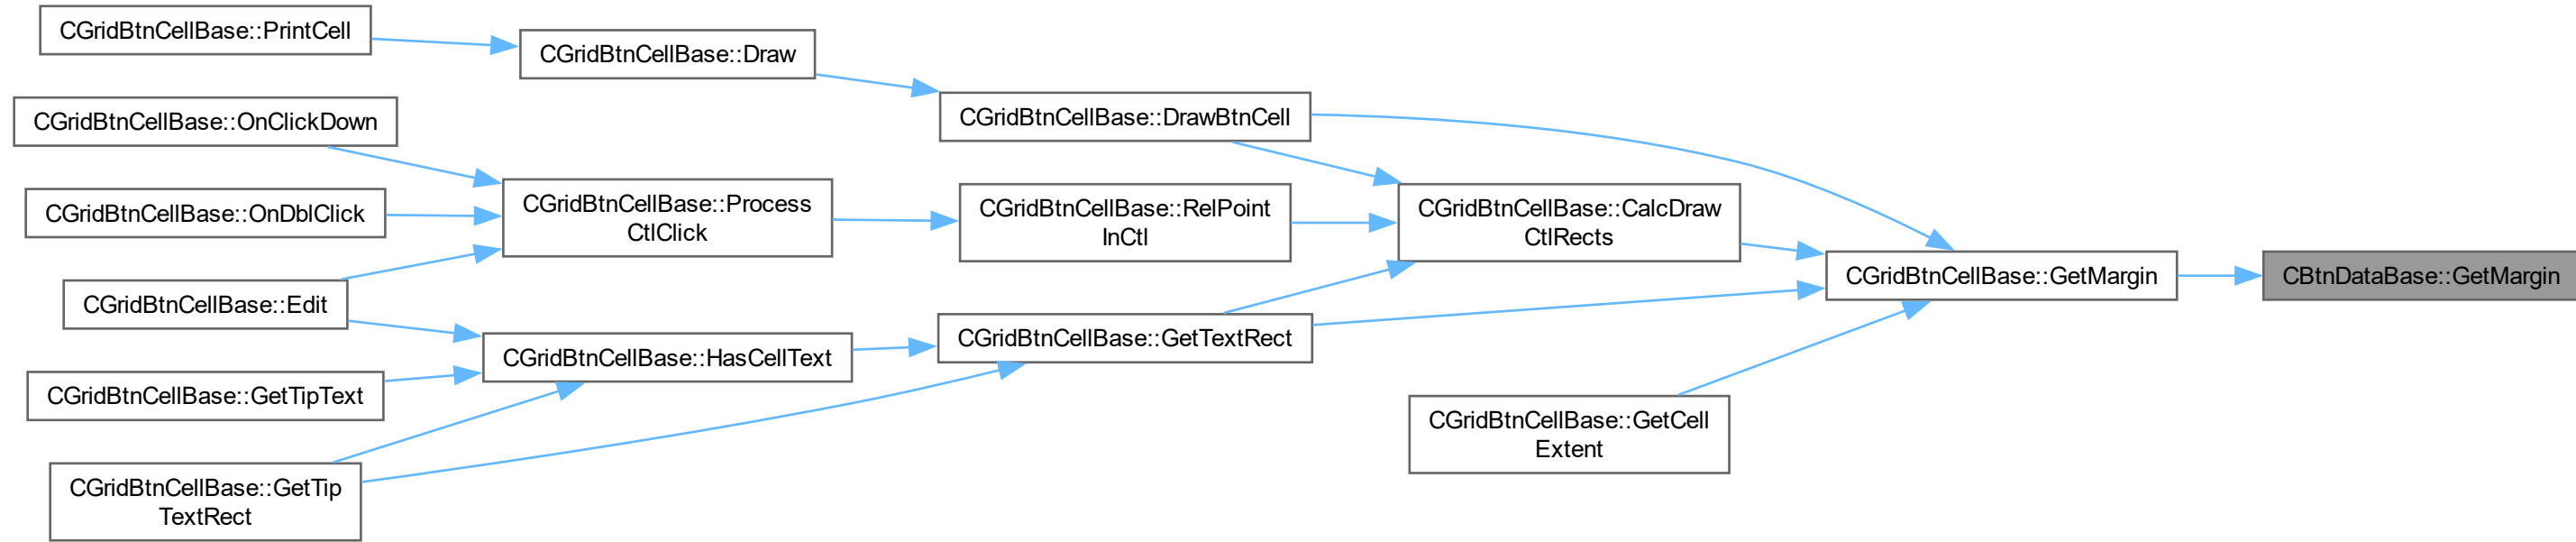 CGridBtnCellBase::PrintCell
CGridBtnCellBase::Draw
CGridBtnCellBase::OnClickDown
CGridBtnCellBase::DrawBtnCell
CGridBtnCellBase::OnDblClick
CGridBtnCellBase::Process
CtlClick
CGridBtnCellBase::RelPoint
InCtl
CGridBtnCellBase::CalcDraw
CtlRects
CGridBtnCellBase::GetMargin
CBtnDataBase::GetMargin
CGridBtnCellBase::Edit
CGridBtnCellBase::HasCellText
CGridBtnCellBase::GetTextRect
CGridBtnCellBase::GetTipText
CGridBtnCellBase::GetCell
Extent
CGridBtnCellBase::GetTip
TextRect